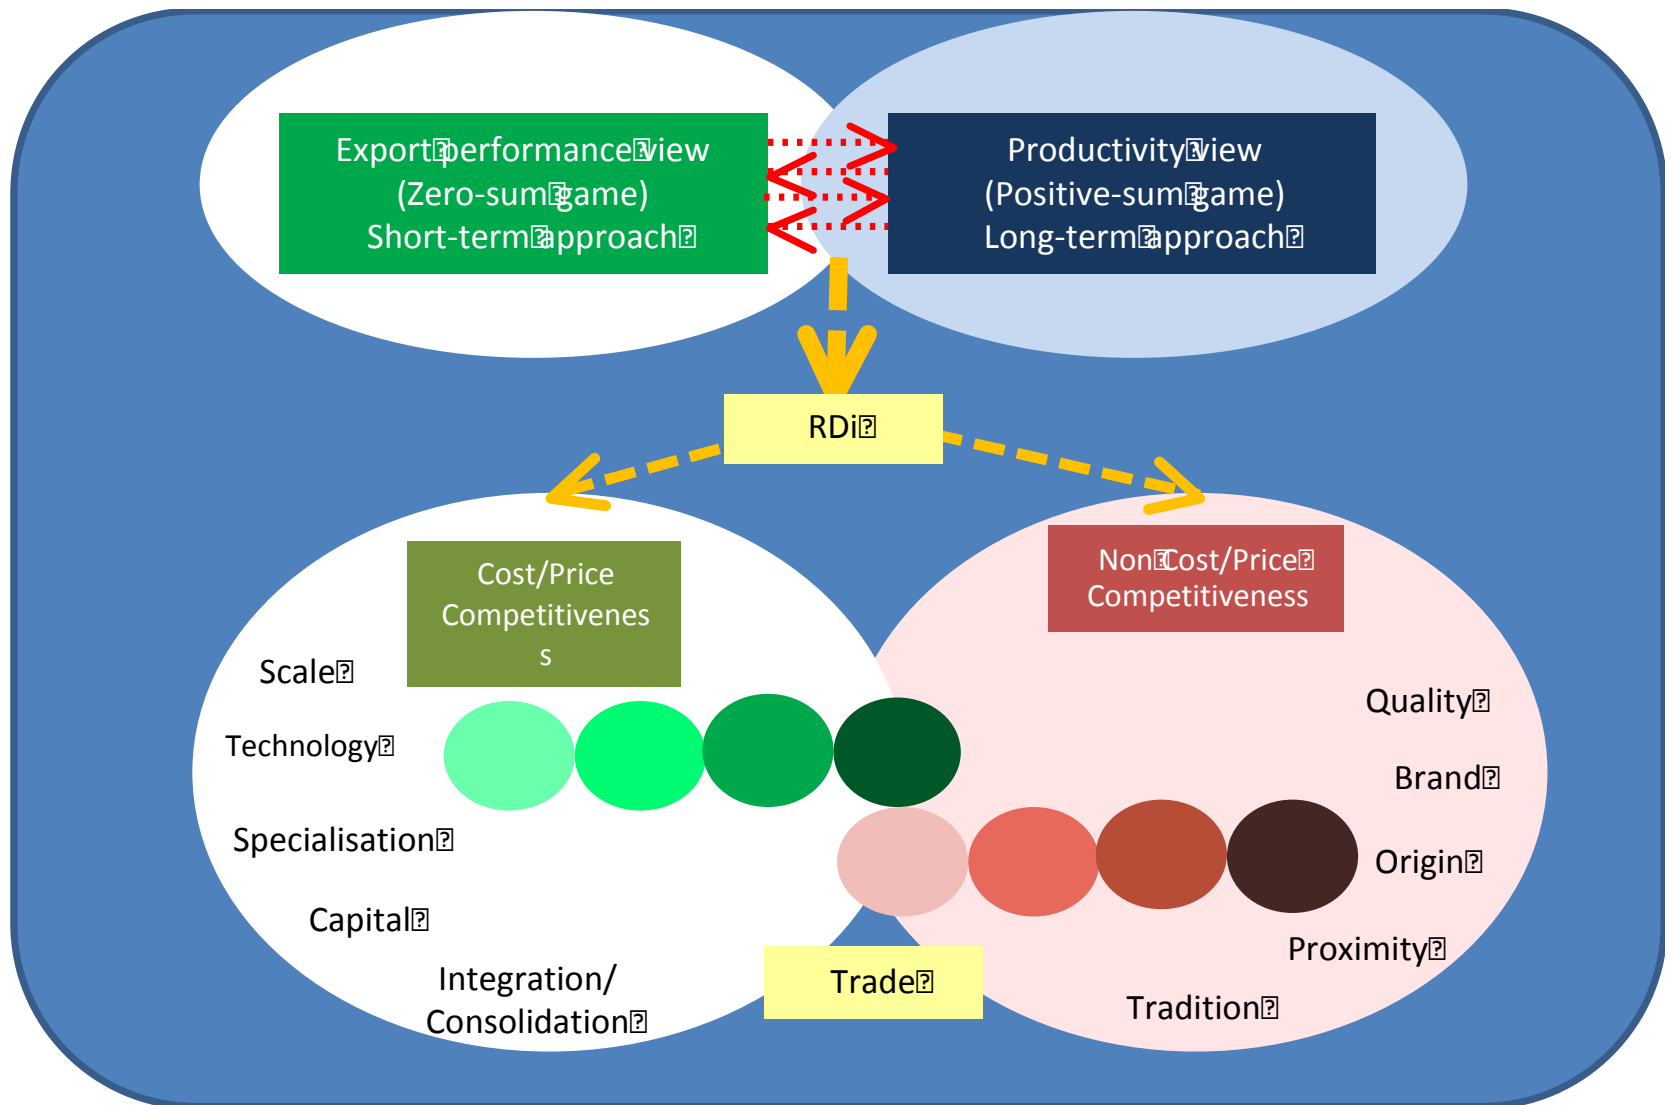 Export performance view
(Zero-sum game)
Short-term approach
Productivity view
(Positive-sum game)
Long-term approach
RDi
Cost/Price
Competitivenes
s
Non Cost/Price
Competitiveness
Scale
Technology
Specialisation
Capital
Integration/
Consolidation
Quality
Brand
Origin
Proximity
Tradition
Trade